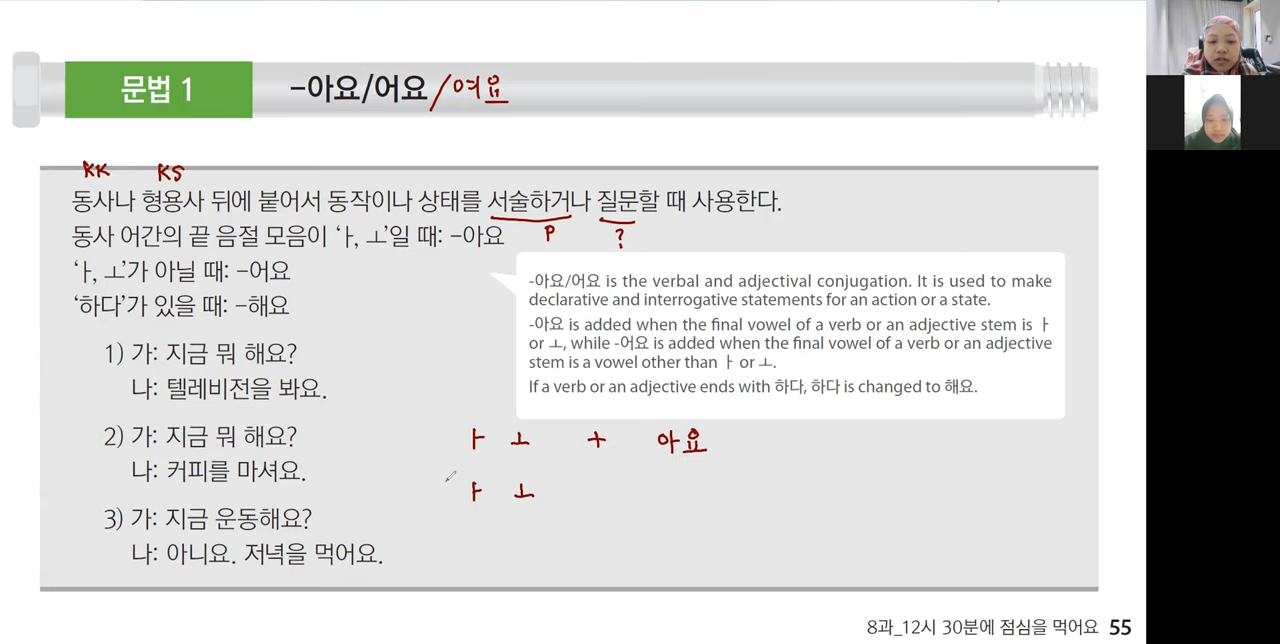 문법 1 -아요/어요/여요
KK KS
동사나 형용사 뒤에 붙어서 동작이나 상태를 서술하거나 질문할 때 사용한다.
P ?
동사 어간의 끝 음절 모음이 ‘ㅏ, ㅗ’일 때: -아요
‘ㅏ, ㅗ’가 아닐 때: -어요
‘하다’가 있을 때: -해요
-아요/어요 is the verbal and adjectival conjugation. It is used to make
declarative and interrogative statements for an action or a state.
-아요 is added when the final vowel of a verb or an adjective stem is ㅏ
or ㅗ, while -어요 is added when the final vowel of a verb or an adjective
stem is a vowel other than ㅏ or ㅗ.
If a verb or an adjective ends with 하다, 하다 is changed to 해요.
1) 가: 지금 뭐 해요?
나: 텔레비전을 봐요.
2) 가: 지금 뭐 해요?
나: 커피를 마셔요.
3) 가: 지금 운동해요?
나: 아니요. 저녁을 먹어요.
ㅏ ㅗ + 아요
ㅏ ㅗ
8과_12시 30분에 점심을 먹어요 55